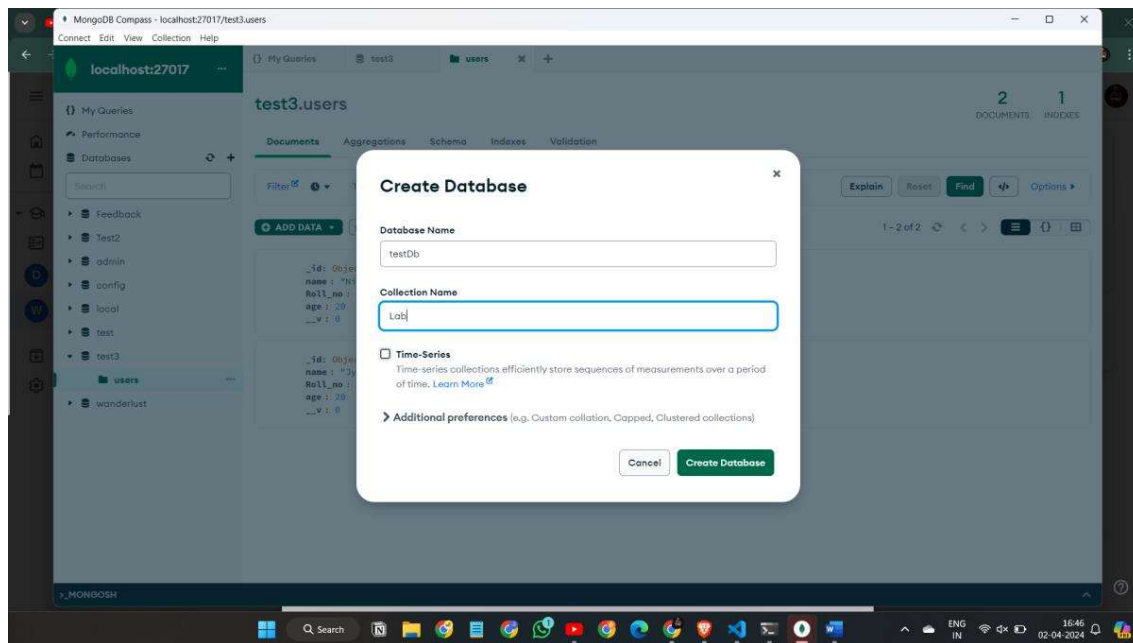 MongoDB Compass - localhost:27017/test3.users
Connect Edit View Collection Help
localhost:27017 ...
{} My Queries
test3
users
test3.users
2
DOCUMENTS
1
INDEXES
My Queries
Performance
Databases
Search
Feedback
Test2
admin
config
local
test
test3
users
wanderlust
Documents Aggregations Schema Indexes Validation
Filter
Explain Reset Find </> Options
ADD DATA
1 - 2 of 2
_id: Obje
name : "Ni
Roll_no :
age : 20
__v : 0
_id: Obje
name : "Jy
Roll_no :
age : 20
__v : 0
Create Database
Database Name
testDb
Collection Name
Lab
Time-Series
Time-series collections efficiently store sequences of measurements over a period
of time. Learn More
Additional preferences (e.g. Custom collation, Capped, Clustered collections)
Cancel Create Database
>_MONGOSH
Search
ENG
IN
16:46
02-04-2024